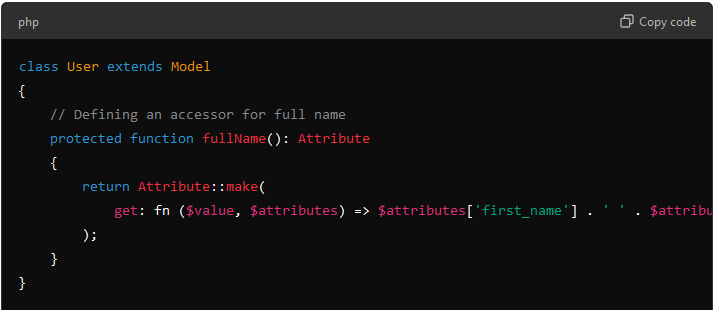 php Copy code
class User extends Model
{
    // Defining an accessor for full name
    protected function fullName(): Attribute
    {
        return Attribute::make(
            get: fn ($value, $attributes) => $attributes['first_name'] . ' ' . $attribu
        );
    }
}